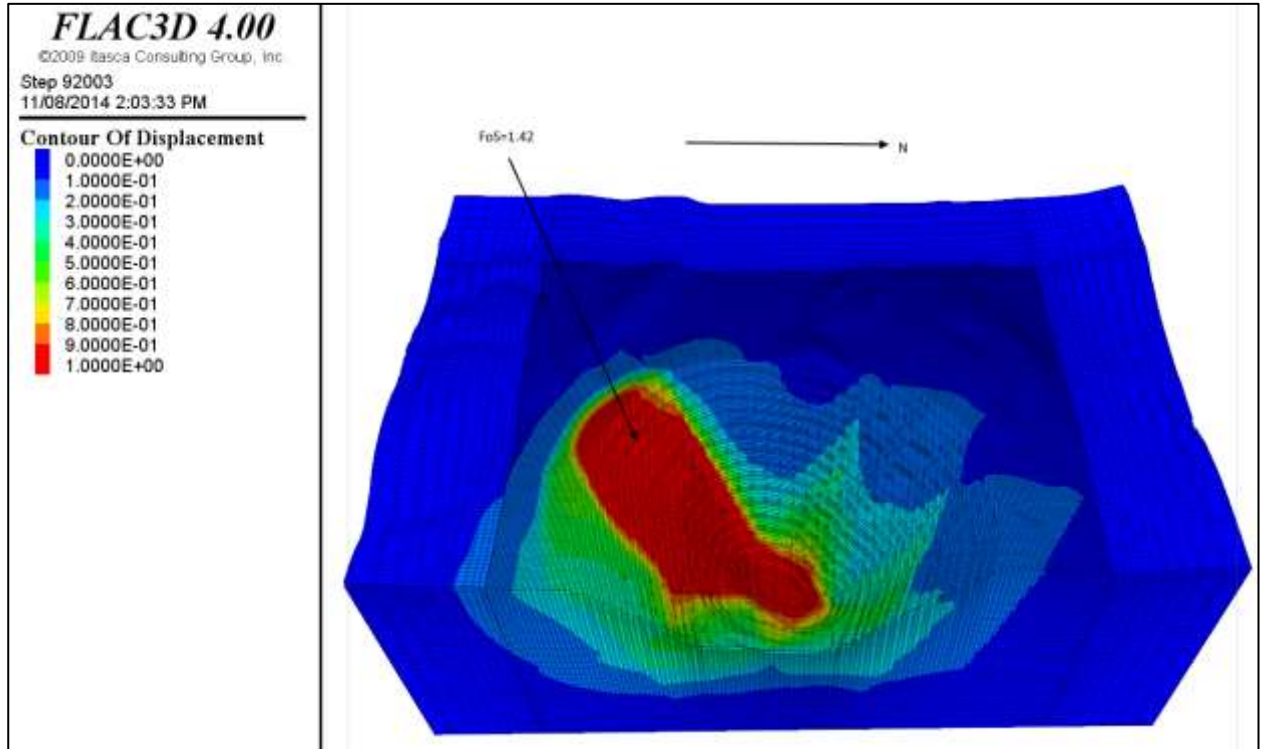 FLAC3D 4.00
©2009 Itasca Consulting Group, Inc.
Step 92003
11/08/2014 2:03:33 PM
Contour Of Displacement
0.0000E+00
1.0000E-01
2.0000E-01
3.0000E-01
4.0000E-01
5.0000E-01
6.0000E-01
7.0000E-01
8.0000E-01
9.0000E-01
1.0000E+00
FoS=1.42
N